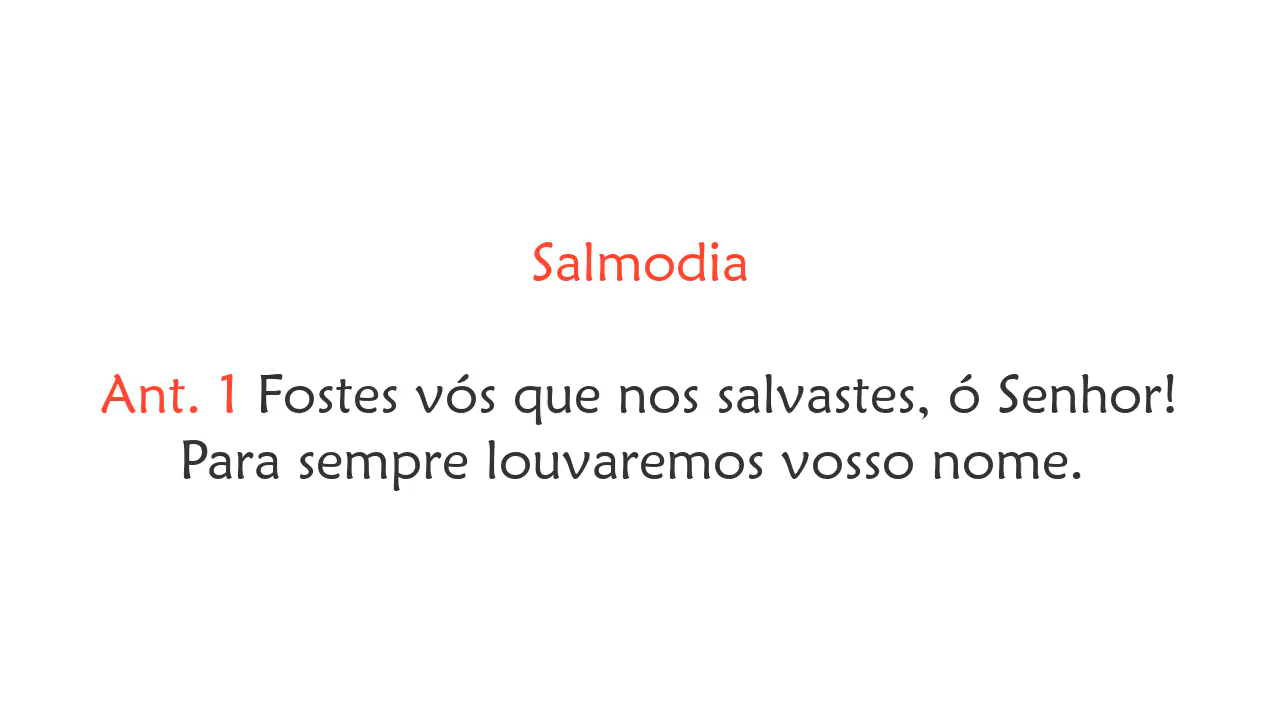 Salmodia
Ant. 1 Fostes vós que nos salvastes, ó Senhor!
Para sempre louvaremos vosso nome.